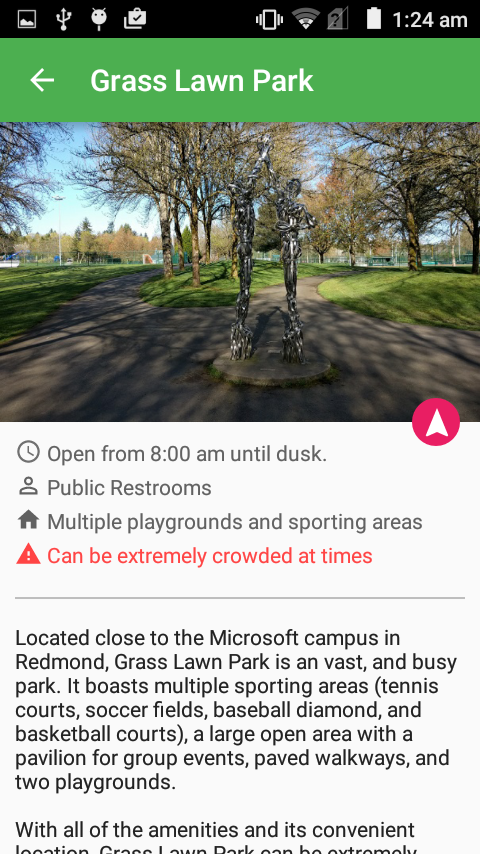 1:24 am
Grass Lawn Park
Open from 8:00 am until dusk.
Public Restrooms
Multiple playgrounds and sporting areas
Can be extremely crowded at times
Located close to the Microsoft campus in
Redmond, Grass Lawn Park is an vast, and busy
park. It boasts multiple sporting areas (tennis
courts, soccer fields, baseball diamond, and
basketball courts), a large open area with a
pavilion for group events, paved walkways, and
two playgrounds.
With all of the amenities and its convenient
location, Grass Lawn Park can be extremely